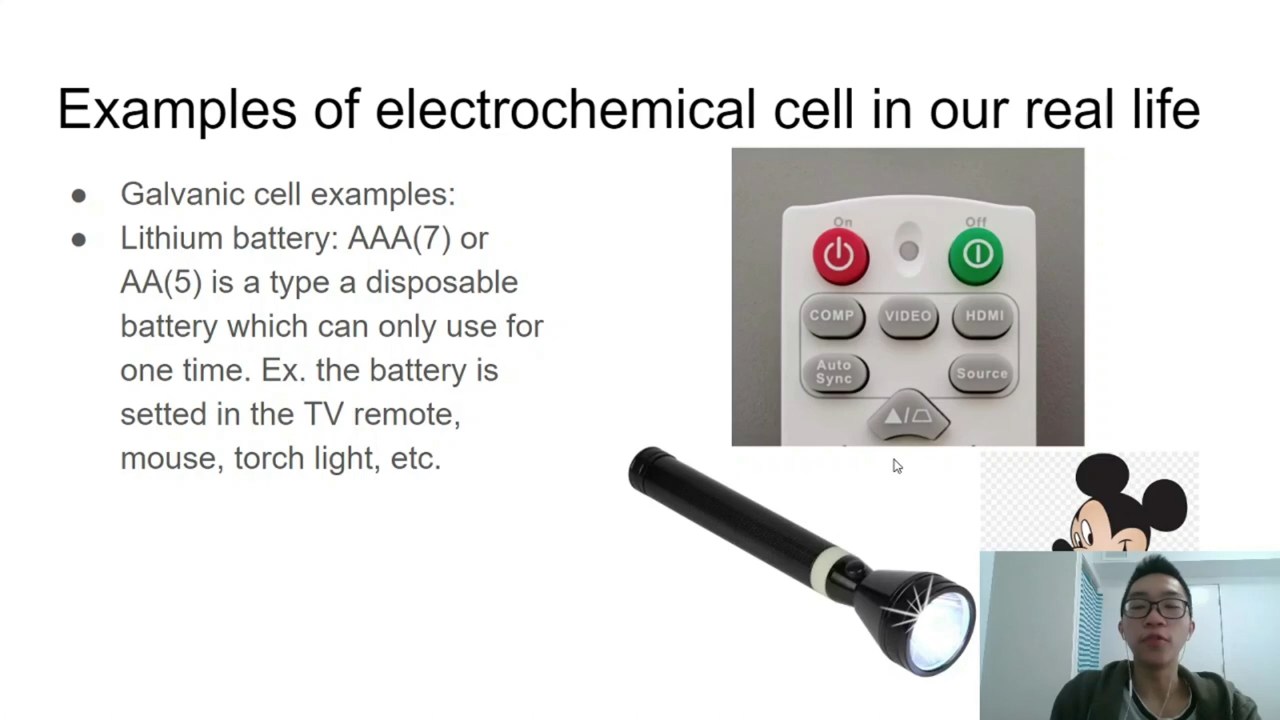 Examples of electrochemical cell in our real life
● Galvanic cell examples:
● Lithium battery: AAA(7) or
AA(5) is a type a disposable
battery which can only use for
one time. Ex. the battery is
setted in the TV remote,
mouse, torch light, etc.
On Off
COMP VIDEO HDMI
Auto
Sync
Source